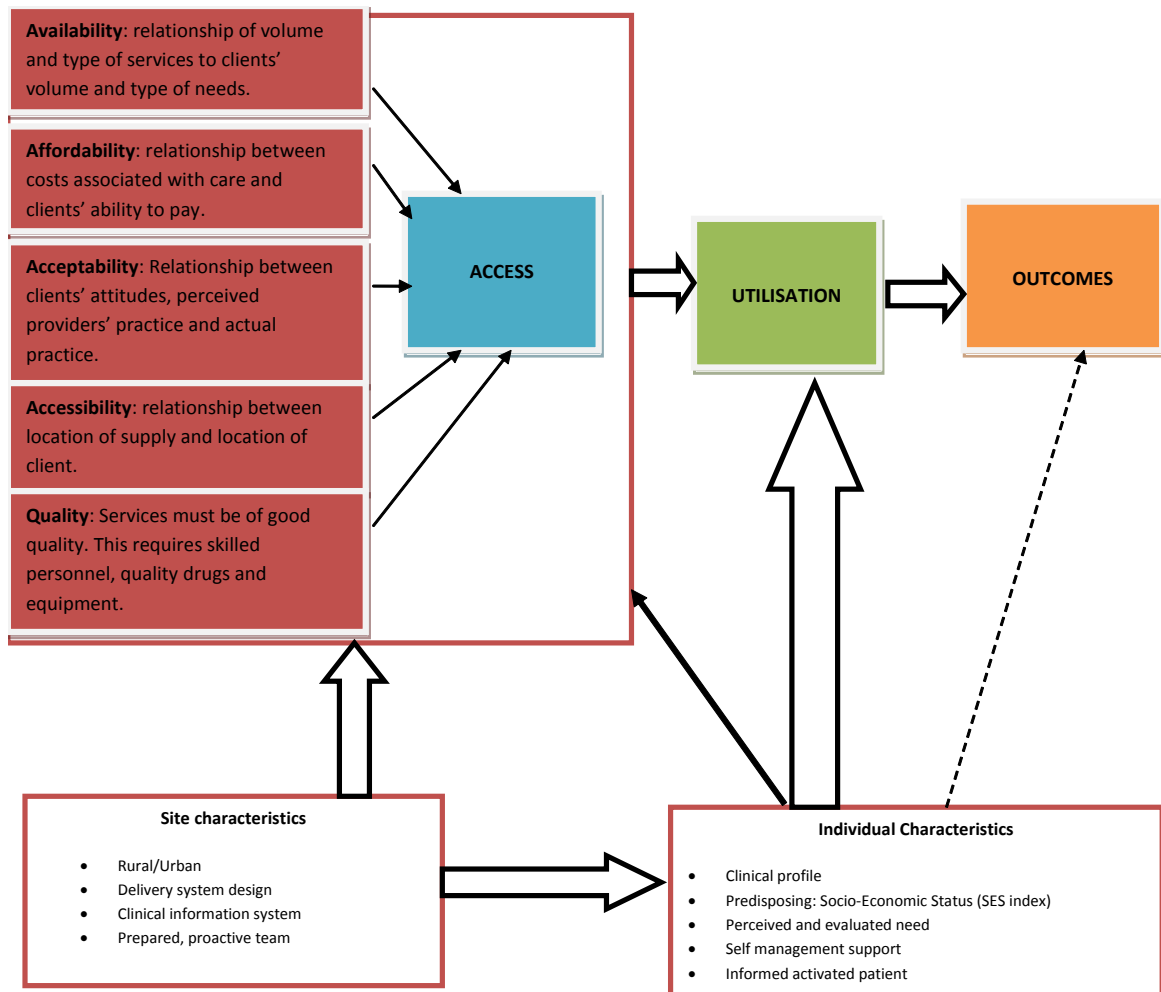 Availability: relationship of volume
and type of services to clients’
volume and type of needs.
Affordability: relationship between
costs associated with care and
clients’ ability to pay.
Acceptability: Relationship between
clients’ attitudes, perceived
providers’ practice and actual
practice.
Accessibility: relationship between
location of supply and location of
client.
Quality: Services must be of good
quality. This requires skilled
personnel, quality drugs and
equipment.
ACCESS
UTILISATION
OUTCOMES
Site characteristics
• Rural/Urban
• Delivery system design
• Clinical information system
• Prepared, proactive team
Individual Characteristics
• Clinical profile
• Predisposing: Socio-Economic Status (SES index)
• Perceived and evaluated need
• Self management support
• Informed activated patient